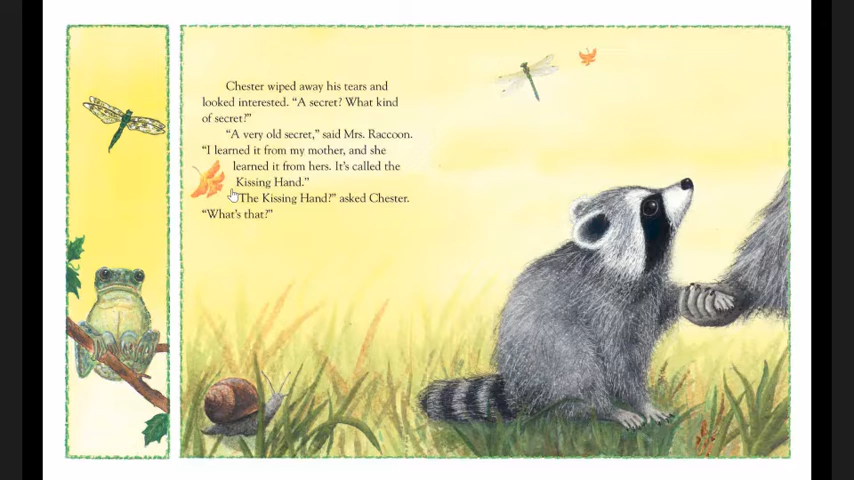 Chester wiped away his tears and
looked interested. “A secret? What kind
of secret?”
“A very old secret,” said Mrs. Raccoon.
“I learned it from my mother, and she
learned it from hers. It’s called the
Kissing Hand.”
“The Kissing Hand?” asked Chester.
“What’s that?”